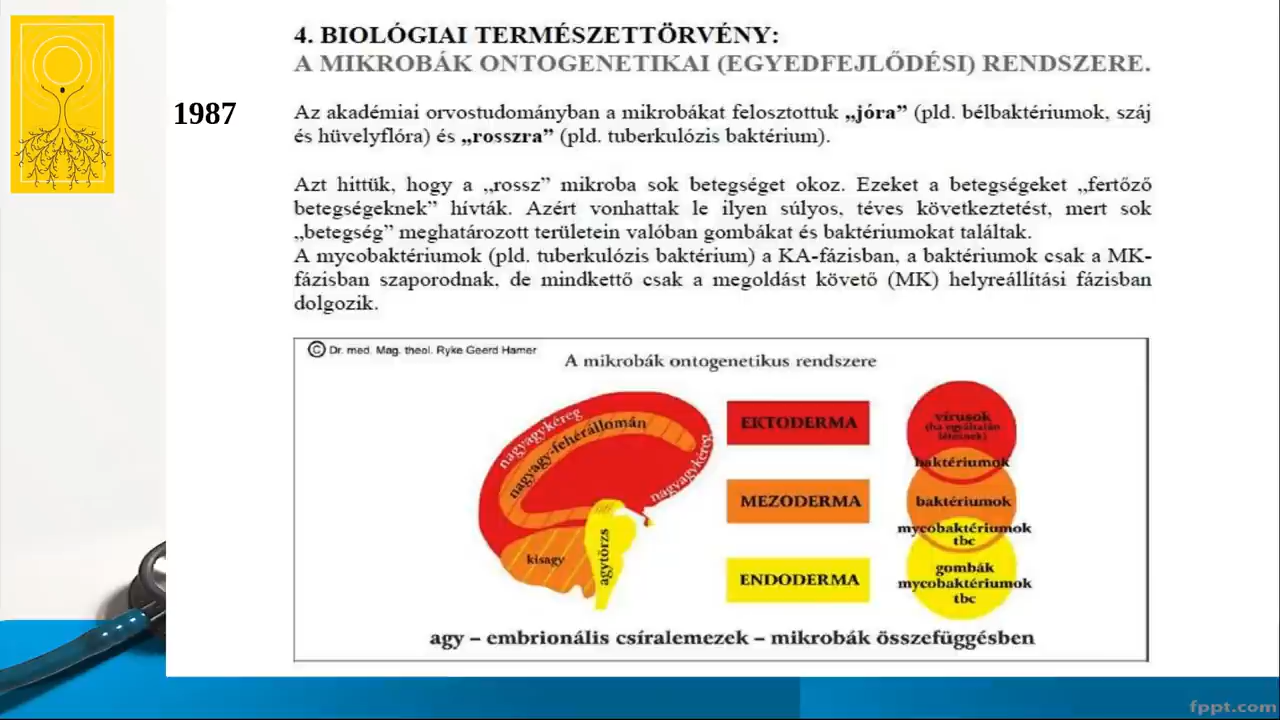 4. BIOLÓGIAI TERMÉSZETTÖRVÉNY:
A MIKROBÁK ONTOGENETIKAI (EGYEDFEJLŐDÉSI) RENDSZERE.
1987
Az akadémiai orvostudományban a mikrobákat felosztottuk „jóra” (pld. bélbaktériumok, száj
és hüvelyflóra) és „rosszra” (pld. tuberkulózis baktérium).
Azt hittük, hogy a „rossz” mikroba sok betegséget okoz. Ezeket a betegségeket „fertőző
betegségeknek” hívták. Azért vonhattak le ilyen súlyos, téves következtetést, mert sok
„betegség” meghatározott területein valóban gombákat és baktériumokat találtak.
A mycobaktériumok (pld. tuberkulózis baktérium) a KA-fázisban, a baktériumok csak a MK-
fázisban szaporodnak, de mindkettő csak a megoldást követő (MK) helyreállítási fázisban
dolgozik.
© Dr. med. Mag. theol. Ryke Geerd Hamer
A mikrobák ontogenetikus rendszere
nagyagykéreg
nagyagy-fehérállomán
nagyagykéreg
kisagy
agytörzs
EKTODERMA
MEZODERMA
ENDODERMA
vírusok
(ha egyáltalán
léteznek)
baktériumok
baktériumok
mycobaktériumok
tbc
gombák
mycobaktériumok
tbc
agy – embrionális csíralemezek – mikrobák összefüggésben
fppt.com